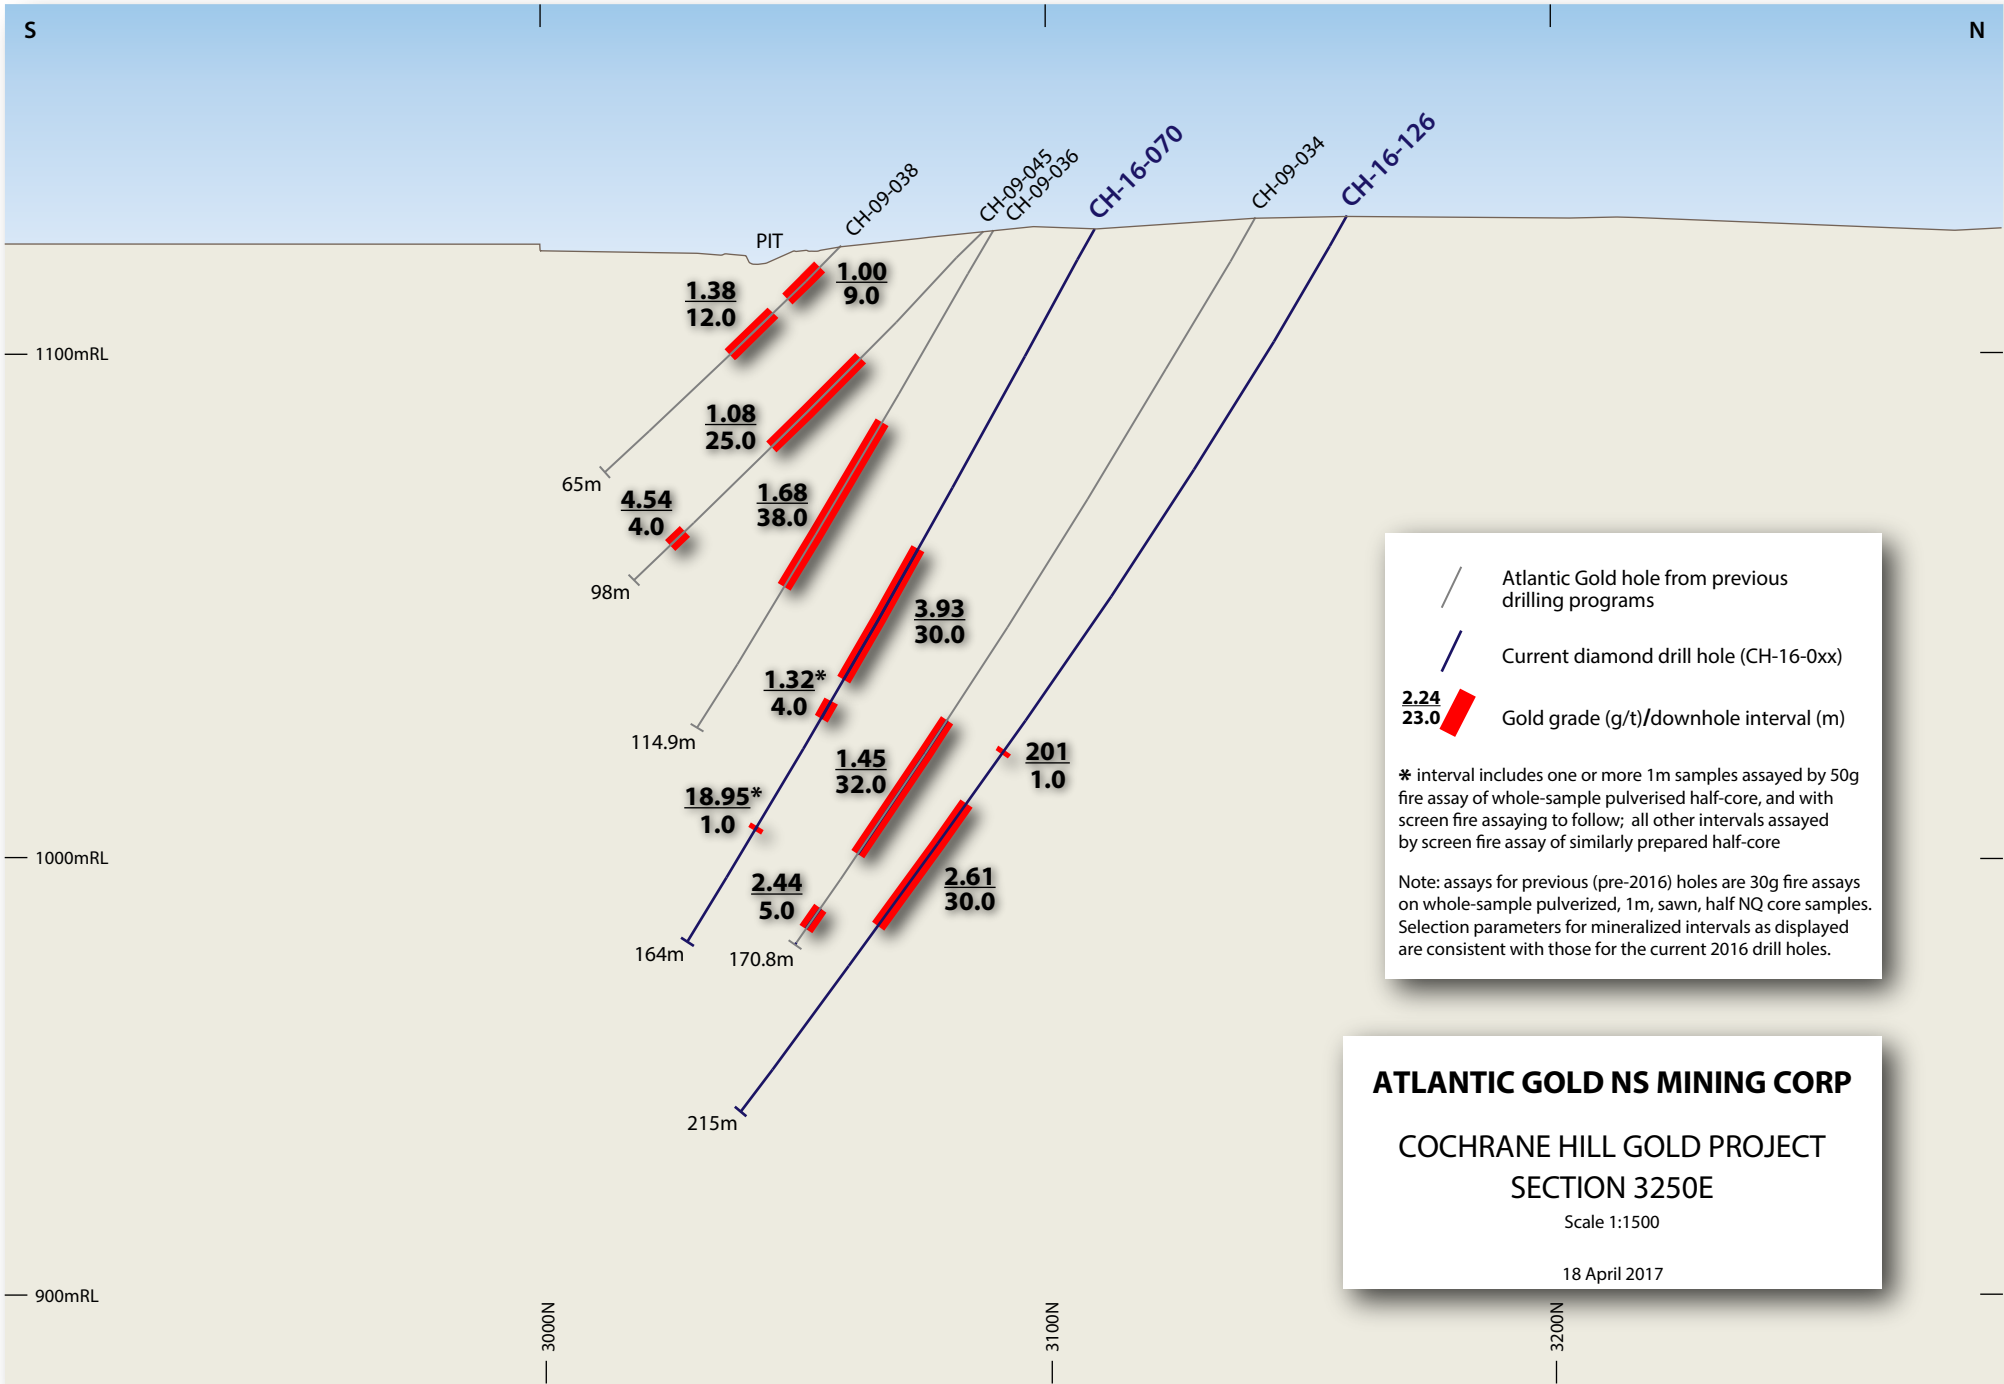 S
N
CH-09-038
CH-09-045
CH-09-036
CH-16-070
CH-09-034
CH-16-126
PIT
1.00
9.0
1.38
12.0
1100mRL
1.08
25.0
65m
4.54
4.0
1.68
38.0
98m
3.93
30.0
1.32*
4.0
114.9m
1.45
32.0
201
1.0
18.95*
1.0
1000mRL
2.44
5.0
2.61
30.0
164m
170.8m
215m
900mRL
3000N
3100N
3200N
Atlantic Gold hole from previous
drilling programs
Current diamond drill hole (CH-16-0xx)
2.24
23.0
Gold grade (g/t)/downhole interval (m)
* interval includes one or more 1m samples assayed by 50g
fire assay of whole-sample pulverised half-core, and with
screen fire assaying to follow; all other intervals assayed
by screen fire assay of similarly prepared half-core
Note: assays for previous (pre-2016) holes are 30g fire assays
on whole-sample pulverized, 1m, sawn, half NQ core samples.
Selection parameters for mineralized intervals as displayed
are consistent with those for the current 2016 drill holes.
ATLANTIC GOLD NS MINING CORP
COCHRANE HILL GOLD PROJECT
SECTION 3250E
Scale 1:1500
18 April 2017